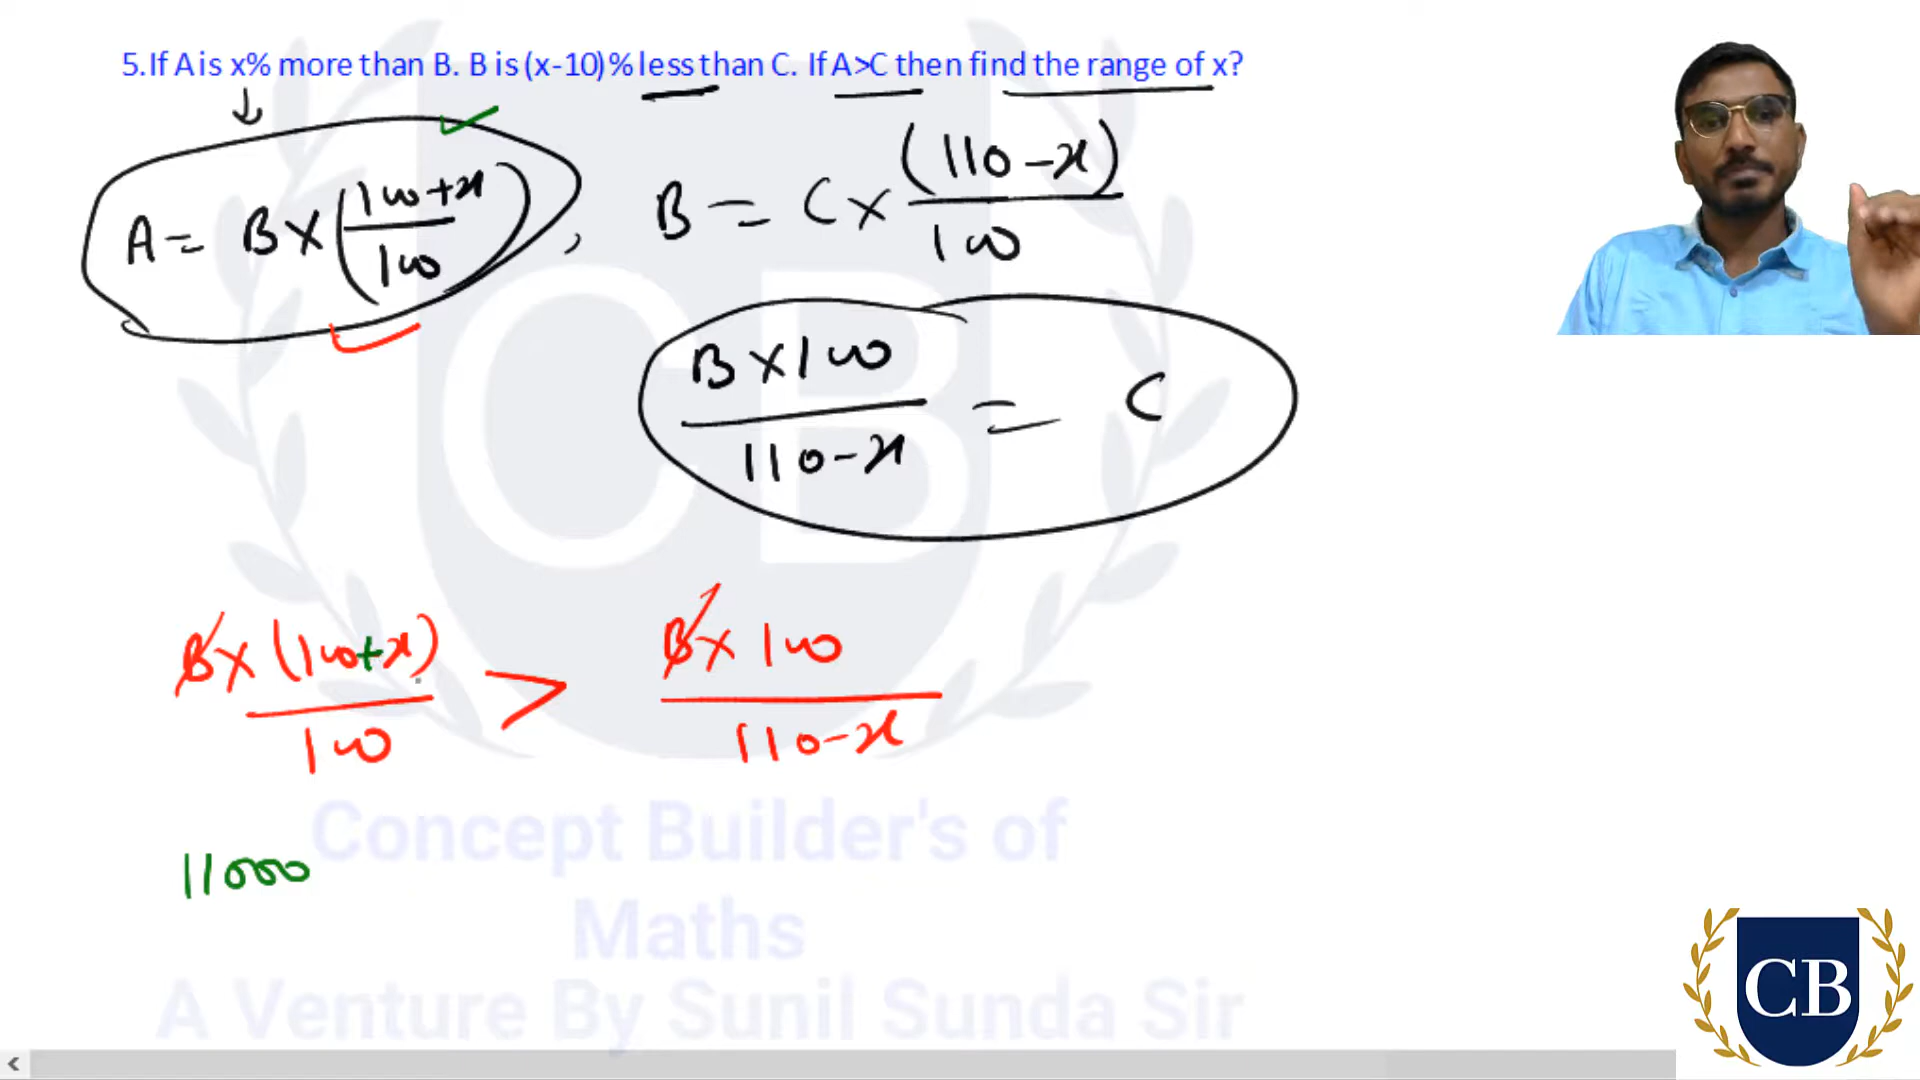 5.If A is x% more than B. B is (x-10)% less than C. If A>C then find the range of x?
A = B × (100+x / 100) , B = C × (110-x) / 100
B × 100 / 110-x = C
B × (100+x) / 100 > B × 100 / 110-x
11000
Concept Builder's of
Maths
A Venture By Sunil Sunda Sir
CB
CB